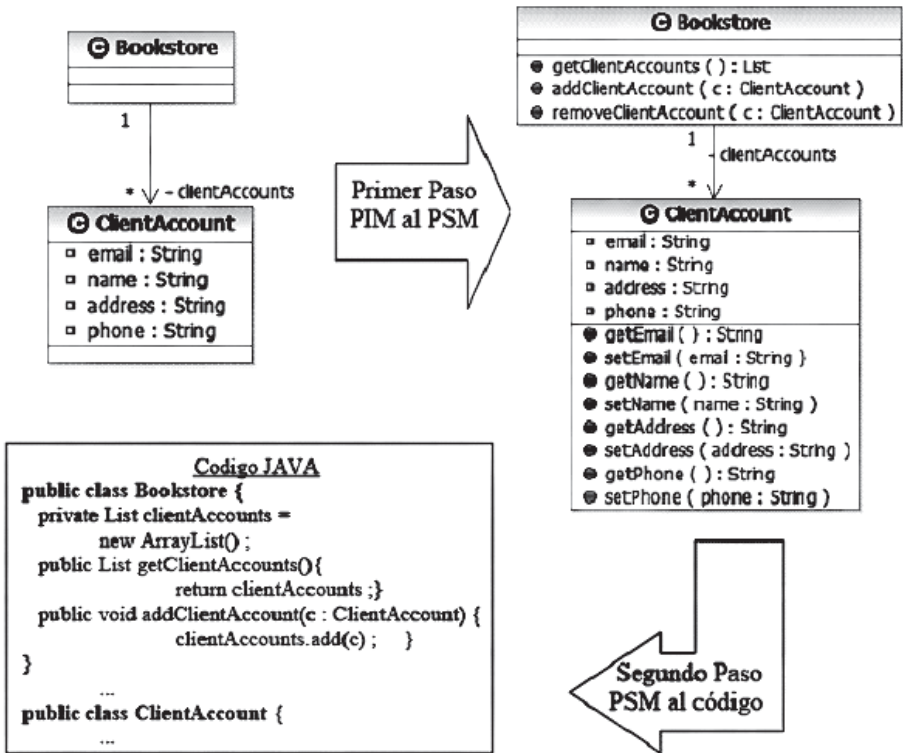 Bookstore
1
* - clientAccounts
ClientAccount
email : String
name : String
address : String
phone : String
Primer Paso
PIM al PSM
Bookstore
getClientAccounts ( ) : List
addClientAccount ( c : ClientAccount )
removeClientAccount ( c : ClientAccount )
1
- clientAccounts
*
ClientAccount
email : String
name : String
address : String
phone : String
getEmail ( ) : String
setEmail ( email : String )
getName ( ) : String
setName ( name : String )
getAddress ( ) : String
setAddress ( address : String )
getPhone ( ) : String
setPhone ( phone : String )
Codigo JAVA
public class Bookstore {
private List clientAccounts =
new ArrayList() ;
public List getClientAccounts(){
return clientAccounts ;}
public void addClientAccount(c : ClientAccount) {
clientAccounts.add(c) ; }
}
...
public class ClientAccount {
...
Segundo Paso
PSM al código